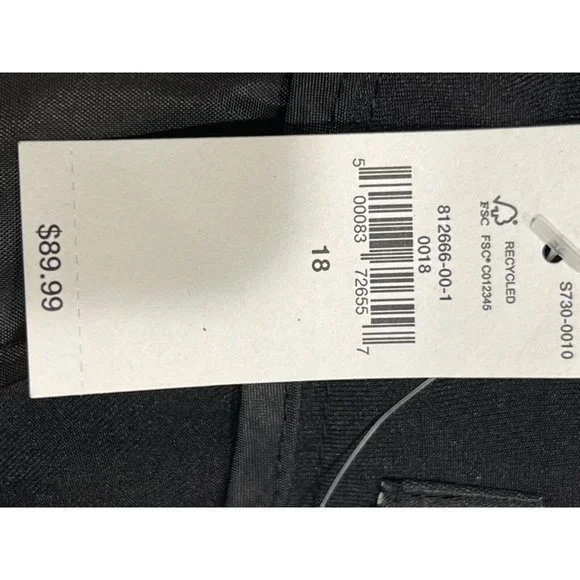 S730-0010
RECYCLED
FSC® C012345
FSC
812666-00-1
0018
5 00083 72655 7
18
$89.99